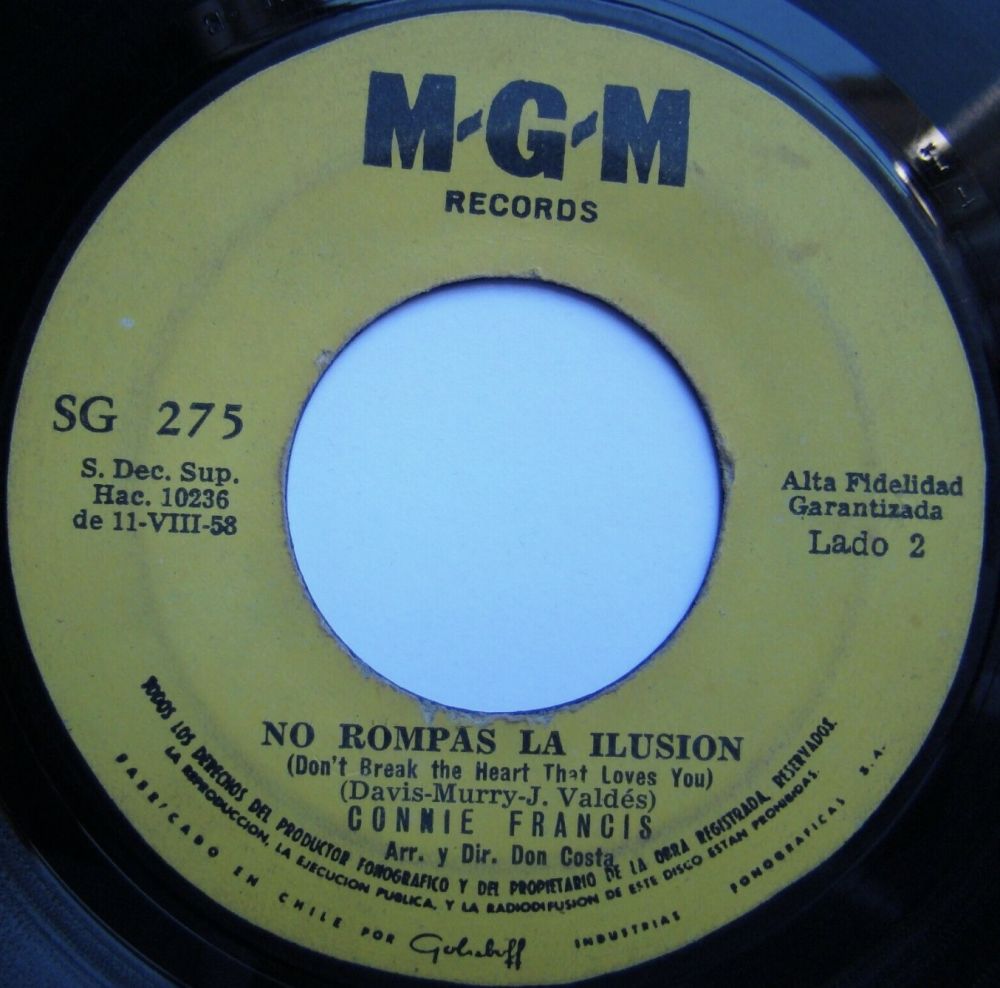 M-G-M
RECORDS
SG 275
S. Dec. Sup.
Hac. 10236
de 11-VIII-58
Alta Fidelidad
Garantizada
Lado 2
NO ROMPAS LA ILUSION
(Don't Break the Heart That Loves You)
(Davis-Murry-J. Valdés)
CONNIE FRANCIS
Arr. y Dir. Don Costa
TODOS LOS DERECHOS DEL PRODUCTOR FONOGRAFICO Y DEL PROPIETARIO DE LA OBRA REGISTRADA, RESERVADOS.
LA REPRODUCCION, LA EJECUCION PUBLICA, Y LA RADIODIFUSION DE ESTE DISCO ESTAN PROHIBIDAS.
FABRICADO EN CHILE POR Goluboff INDUSTRIAS FONOGRAFICAS S. A.